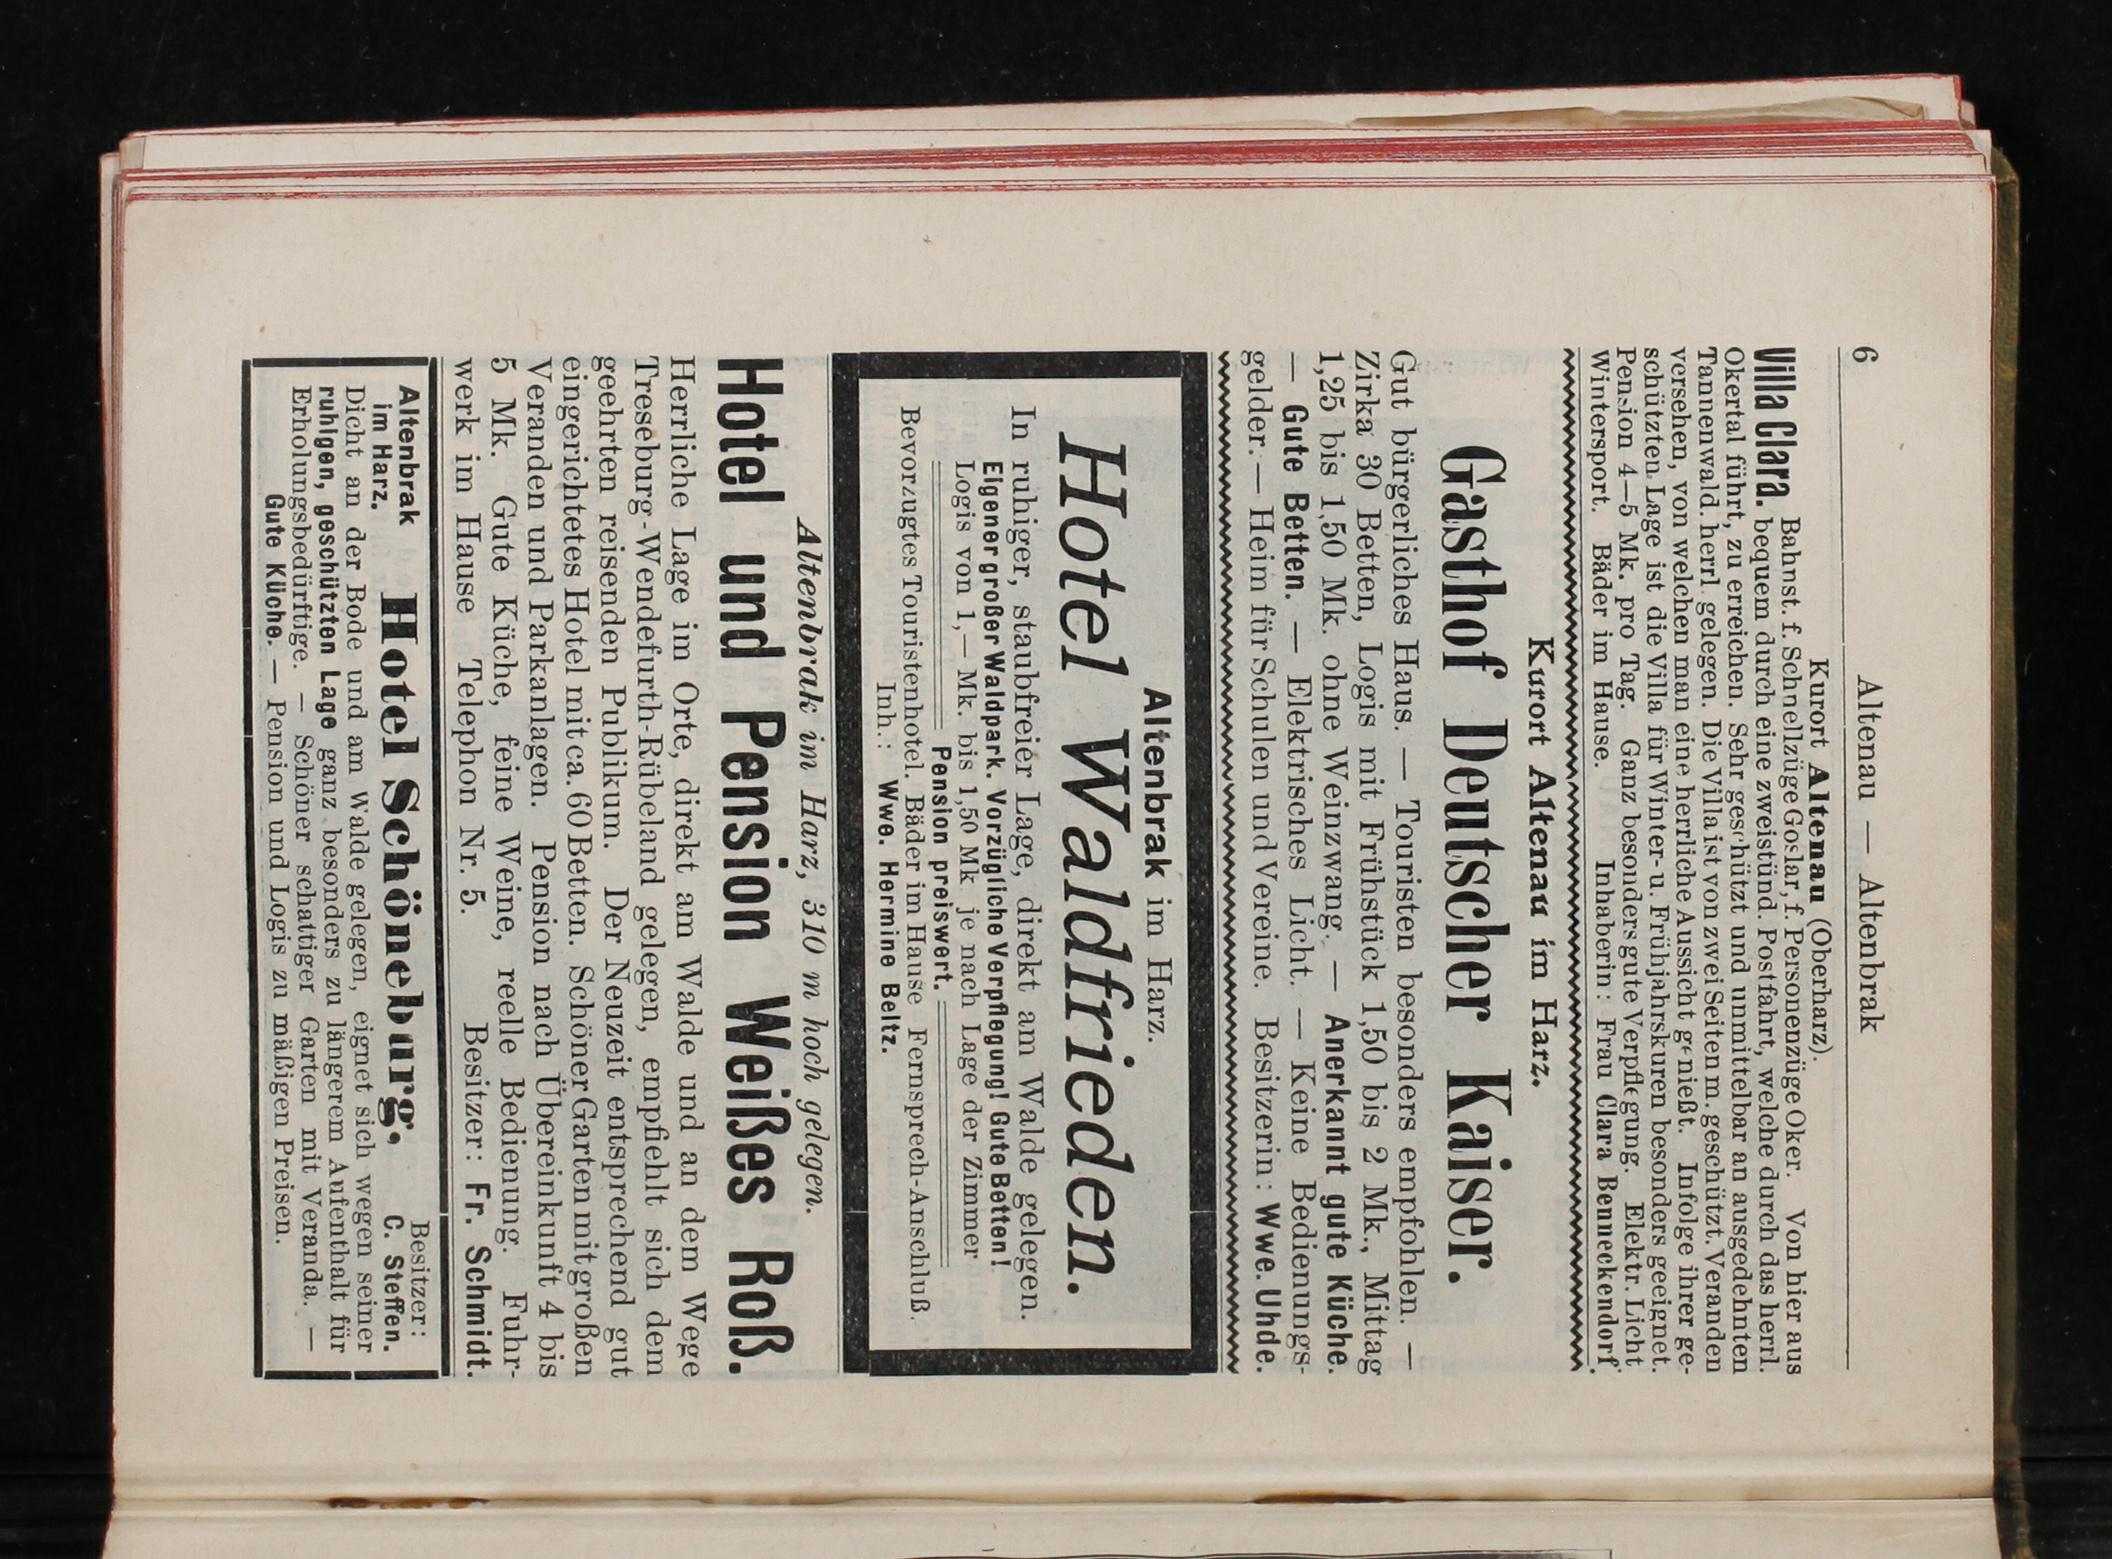 6
Altenau — Altenbrak
Kurort Altenau (Oberharz).
Villa Clara. Bahnst. f. Schnellzüge Goslar, f. Personenzüge Oker. Von hier aus
bequem durch eine zweistünd. Postfahrt, welche durch das herrl.
Okertal führt, zu erreichen. Sehr geschützt und unmittelbar an ausgedehnten
Tannenwald. herrl. gelegen. Die Villa ist von zwei Seiten m. geschützt. Veranden
versehen, von welchen man eine herrliche Aussicht genießt. Infolge ihrer ge-
schützten Lage ist die Villa für Winter- u. Frühjahrskuren besonders geeignet.
Pension 4—5 Mk. pro Tag. Ganz besonders gute Verpflegung. Elektr. Licht
Wintersport. Bäder im Hause. Inhaberin: Frau Clara Benneckendorf.
Kurort Altenau im Harz.
Gasthof Deutscher Kaiser.
Gut bürgerliches Haus. — Touristen besonders empfohlen. —
Zirka 30 Betten, Logis mit Frühstück 1,50 bis 2 Mk., Mittag
1,25 bis 1,50 Mk. ohne Weinzwang. — Anerkannt gute Küche.
— Gute Betten. — Elektrisches Licht. — Keine Bedienungs-
gelder. — Heim für Schulen und Vereine. Besitzerin: Wwe. Uhde.
Altenbrak im Harz.
Hotel Waldfrieden.
In ruhiger, staubfreier Lage, direkt am Walde gelegen.
Eigener großer Waldpark. Vorzügliche Verpflegung! Gute Betten!
Logis von 1,— Mk. bis 1,50 Mk je nach Lage der Zimmer
Pension preiswert.
Bevorzugtes Touristenhotel. Bäder im Hause Fernsprech-Anschluß.
Inh.: Wwe. Hermine Beltz.
Altenbrak im Harz, 310 m hoch gelegen.
Hotel und Pension Weißes Roß.
Herrliche Lage im Orte, direkt am Walde und an dem Wege
Treseburg-Wendefurth-Rübeland gelegen, empfiehlt sich dem
geehrten reisenden Publikum. Der Neuzeit entsprechend gut
eingerichtetes Hotel mit ca. 60 Betten. Schöner Garten mit großen
Veranden und Parkanlagen. Pension nach Übereinkunft 4 bis
5 Mk. Gute Küche, feine Weine, reelle Bedienung. Fuhr-
werk im Hause Telephon Nr. 5. Besitzer: Fr. Schmidt.
Altenbrak
im Harz.
Hotel Schöneburg.
Besitzer:
C. Steffen.
Dicht an der Bode und am Walde gelegen, eignet sich wegen seiner
ruhigen, geschützten Lage ganz besonders zu längerem Aufenthalt für
Erholungsbedürftige. — Schöner schattiger Garten mit Veranda. —
Gute Küche. — Pension und Logis zu mäßigen Preisen.